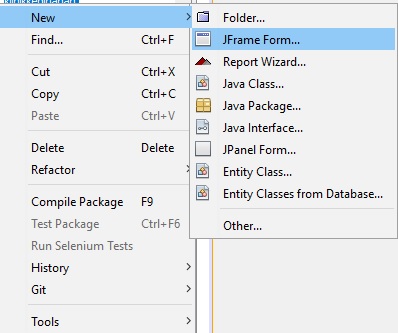 New
Find... Ctrl+F
Cut Ctrl+X
Copy Ctrl+C
Paste Ctrl+V
Delete Delete
Refactor
Compile Package F9
Test Package Ctrl+F6
Run Selenium Tests
History
Git
Tools
Folder...
JFrame Form...
Report Wizard...
Java Class...
Java Package...
Java Interface...
JPanel Form...
Entity Class...
Entity Classes from Database...
Other...